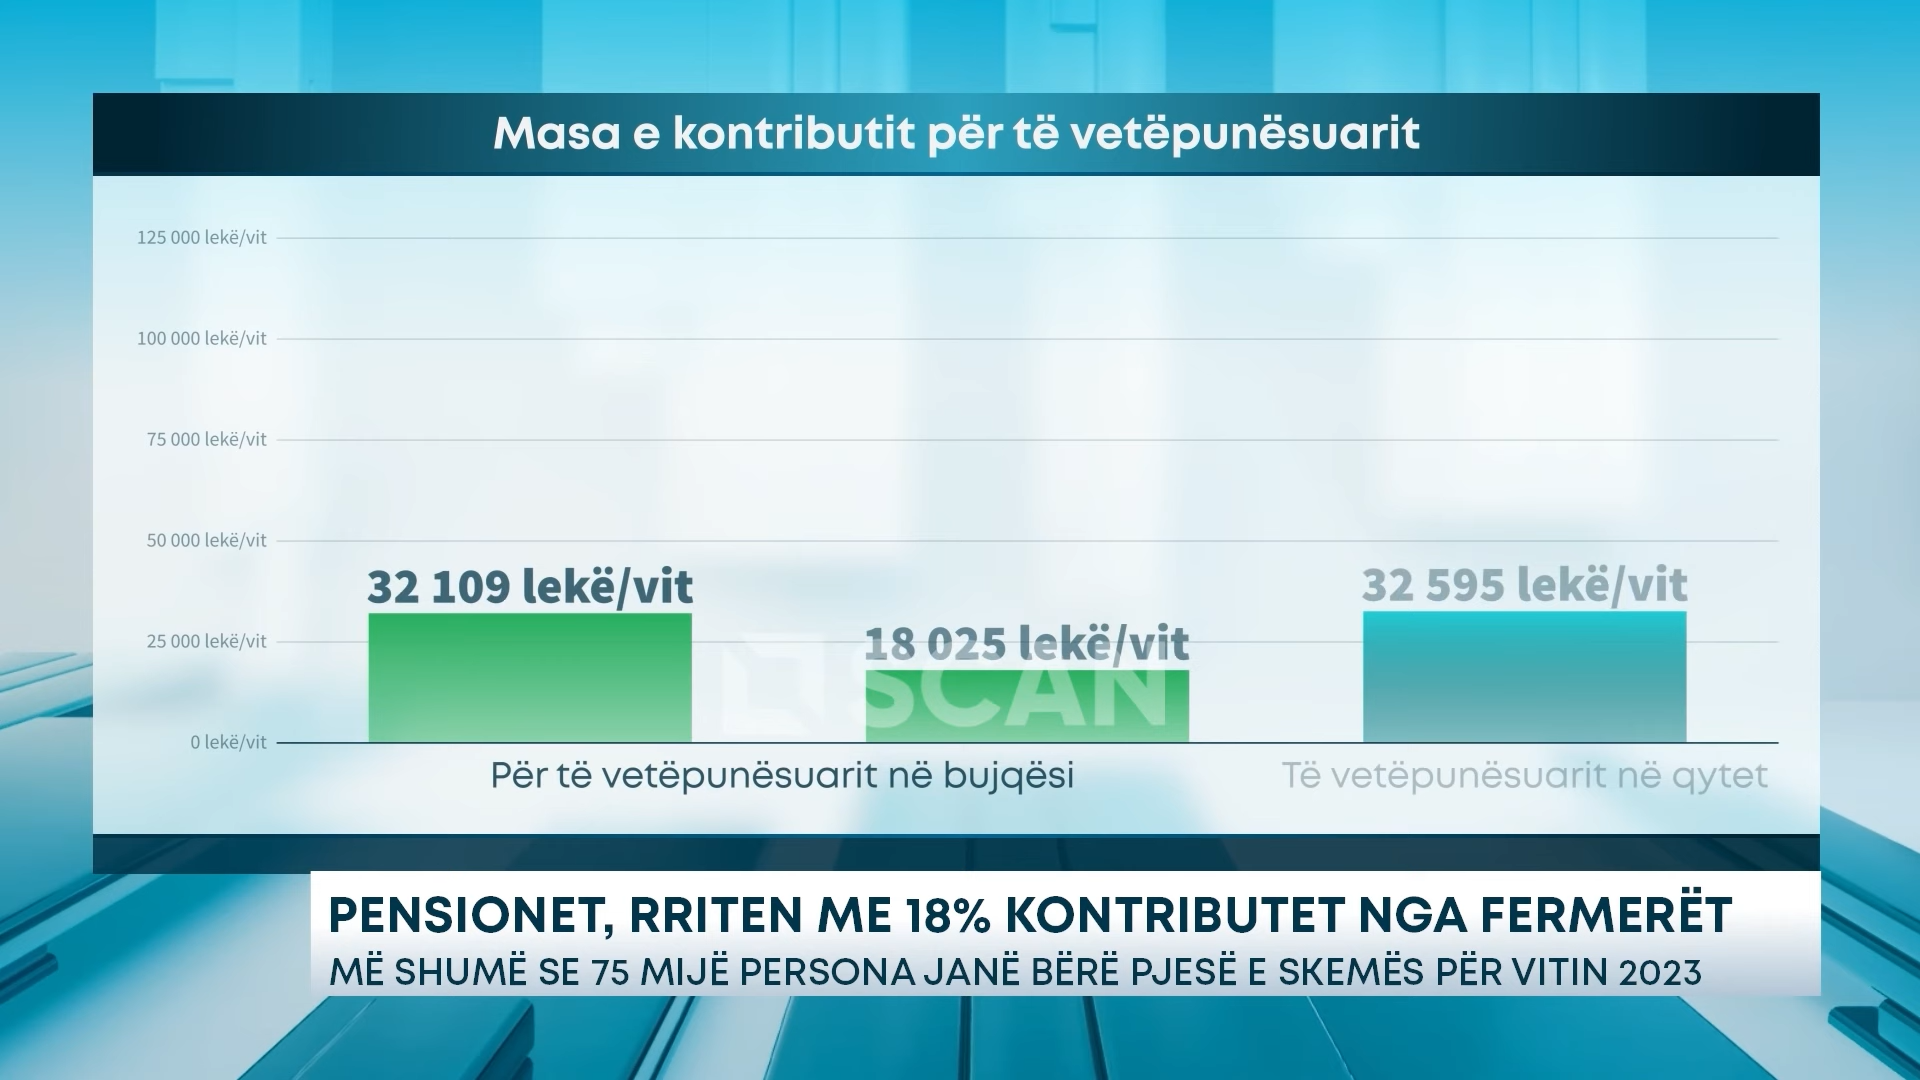 Masa e kontributit për të vetëpunësuarit
125 000 lekë/vit
100 000 lekë/vit
75 000 lekë/vit
50 000 lekë/vit
25 000 lekë/vit
0 lekë/vit
32 109 lekë/vit
18 025 lekë/vit
32 595 lekë/vit
SCAN
Për të vetëpunësuarit në bujqësi
Të vetëpunësuarit në qytet
PENSIONET, RRITEN ME 18% KONTRIBUTET NGA FERMERËT
MË SHUMË SE 75 MIJË PERSONA JANË BËRË PJESË E SKEMËS PËR VITIN 2023